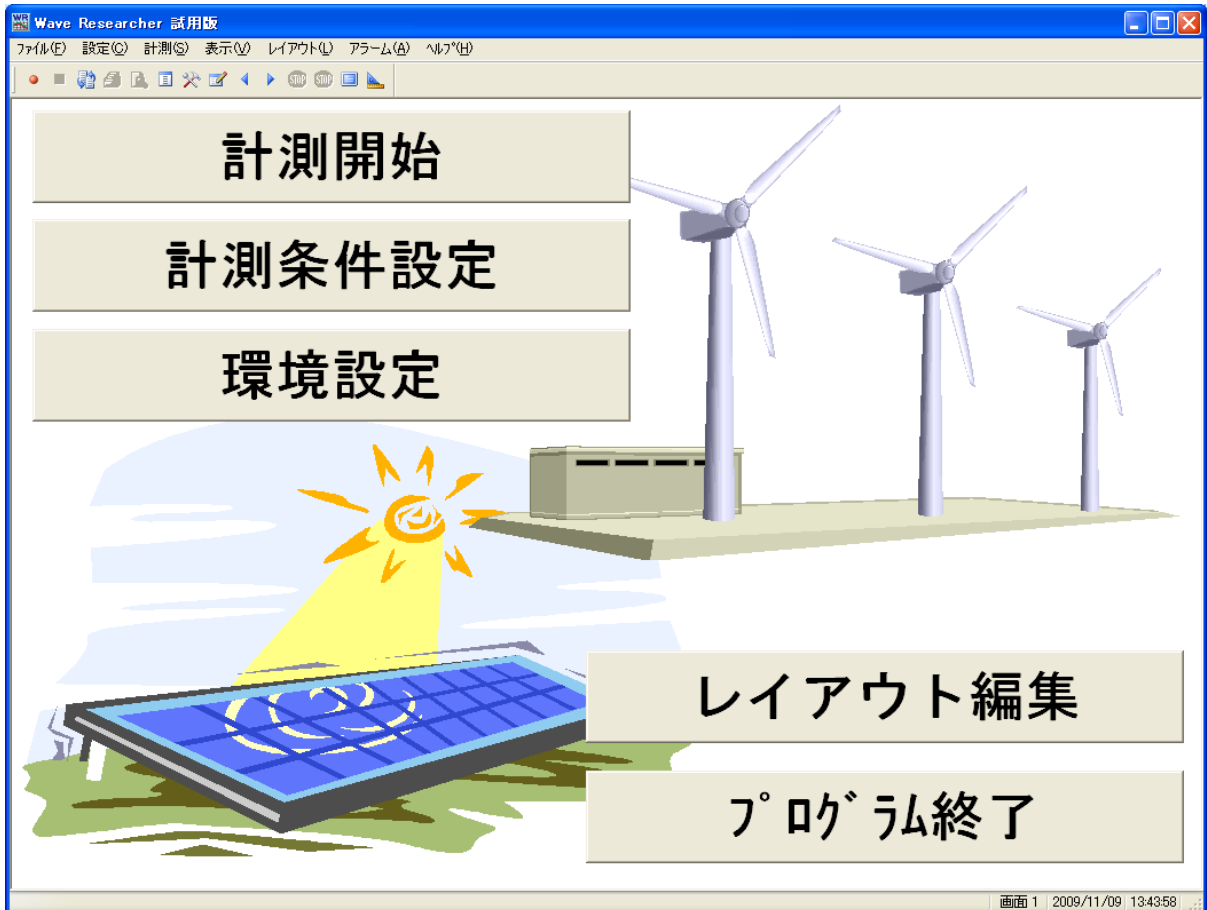 Wave Researcher 試用版
ファイル(F) 設定(C) 計測(S) 表示(V) レイアウト(L) アラーム(A) ﾍﾙﾌﾟ(H)
STOP STOP
計測開始
計測条件設定
環境設定
レイアウト編集
ﾌﾟﾛｸﾞﾗﾑ終了
画面 1 2009/11/09 13:43:58